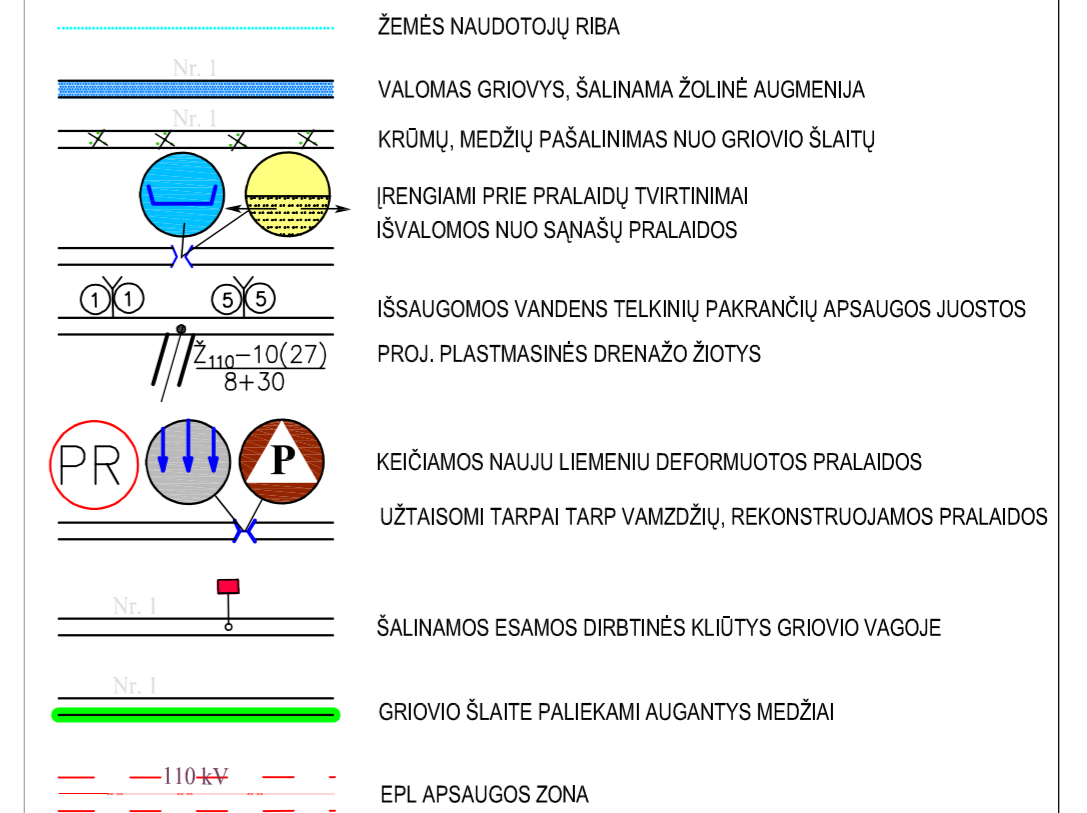 ŽEMĖS NAUDOTOJŲ RIBA
Nr. 1
VALOMAS GRIOVYS, ŠALINAMA ŽOLINĖ AUGMENIJA
Nr. 1
KRŪMŲ, MEDŽIŲ PAŠALINIMAS NUO GRIOVIO ŠLAITŲ
ĮRENGIAMI PRIE PRALAIDŲ TVIRTINIMAI
IŠVALOMOS NUO SĄNAŠŲ PRALAIDOS
1 1 5 5
IŠSAUGOMOS VANDENS TELKINIŲ PAKRANČIŲ APSAUGOS JUOSTOS
Ž110-10(27)
8+30
PROJ. PLASTMASINĖS DRENAŽO ŽIOTYS
PR P
KEIČIAMOS NAUJU LIEMENIU DEFORMUOTOS PRALAIDOS
UŽTAISOMI TARPAI TARP VAMZDŽIŲ, REKONSTRUOJAMOS PRALAIDOS
Nr. 1
ŠALINAMOS ESAMOS DIRBTINĖS KLIŪTYS GRIOVIO VAGOJE
Nr. 1
GRIOVIO ŠLAITE PALIEKAMI AUGANTYS MEDŽIAI
110 kV
EPL APSAUGOS ZONA